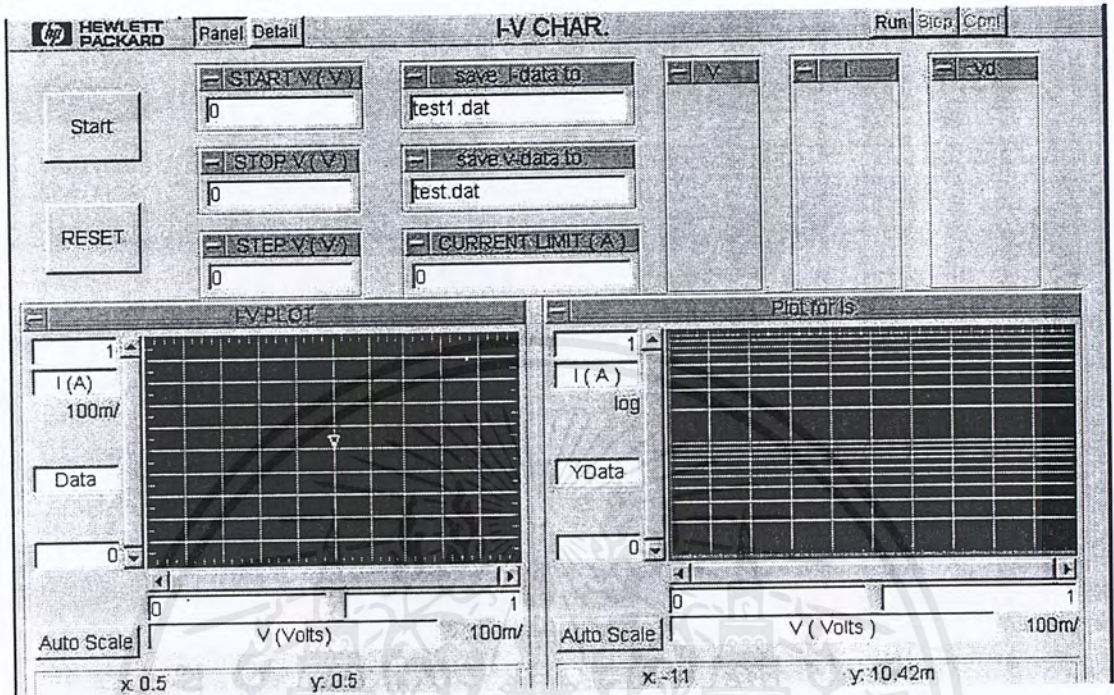 hp HEWLETT PACKARD
Panel Detail
I-V CHAR.
Run Stop Cont
Start
RESET
START V ( V )
0
STOP V ( V )
0
STEP V ( V )
0
save I-data to
test1.dat
save v-data to
test.dat
CURRENT LIMIT ( A )
0
V
I
Vd
I-V PLOT
1
I (A)
100m/
Data
0
0
1
Auto Scale
V (Volts)
100m/
x: 0.5
y: 0.5
Plot for Is
1
I ( A )
log
YData
0
0
1
Auto Scale
V ( Volts )
100m/
x: -11
y: 10.42m